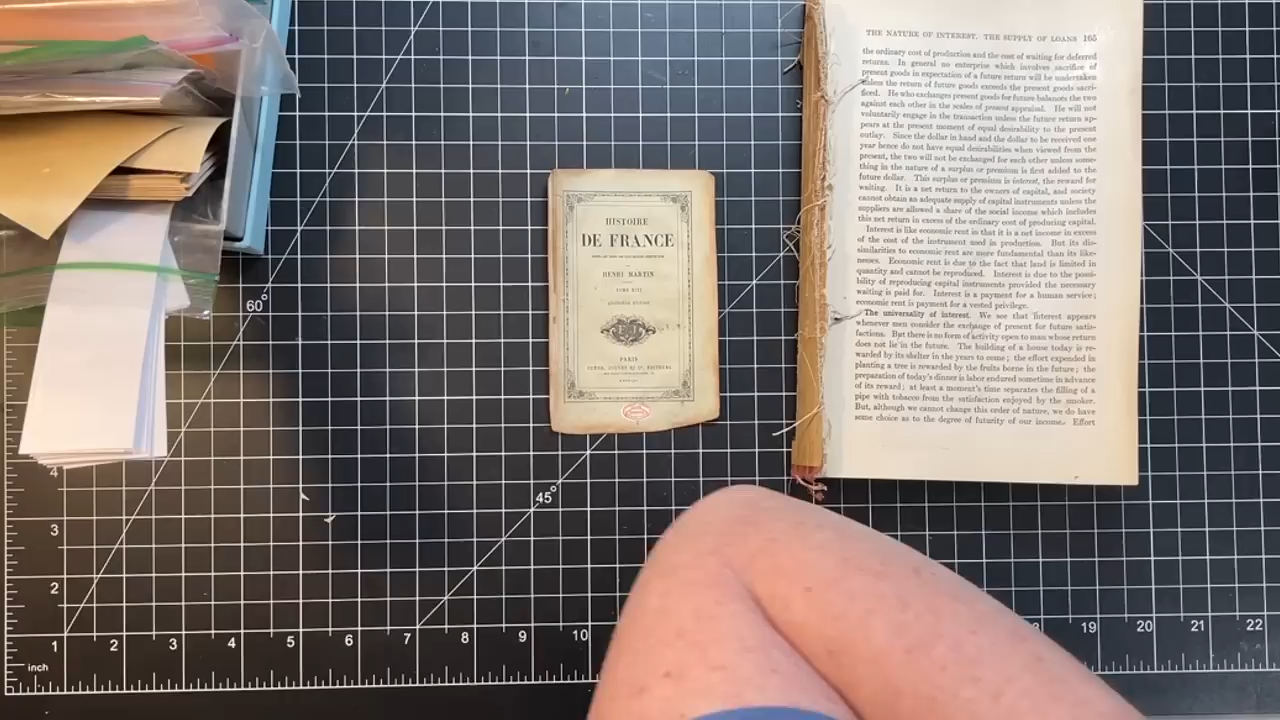 HISTOIRE
DE FRANCE
HENRI MARTIN
TOME XIII
PARIS
FURNE, JOUVET ET Cie, ÉDITEURS
THE NATURE OF INTEREST. THE SUPPLY OF LOANS 165
the ordinary cost of production and the cost of waiting for deferred
returns. In general no enterprise which involves sacrifice of
present goods in expectation of a future return will be undertaken
unless the return of future goods exceeds the present goods sacri-
ficed. He who exchanges present goods for future balances the two
against each other in the scales of present appraisal. He will not
voluntarily engage in the transaction unless the future return ap-
pears at the present moment of equal desirability to the present
outlay. Since the dollar in hand and the dollar to be received one
year hence do not have equal desirabilities when viewed from the
present, the two will not be exchanged for each other unless some-
thing in the nature of a surplus or premium is first added to the
future dollar. This surplus or premium is interest, the reward for
waiting. It is a net return to the owners of capital, and society
cannot obtain an adequate supply of capital instruments unless the
suppliers are allowed a share of the social income which includes
this net return in excess of the ordinary cost of producing capital.
Interest is like economic rent in that it is a net income in excess
of the cost of the instrument used in production. But its dis-
similarities to economic rent are more fundamental than its like-
nesses. Economic rent is due to the fact that land is limited in
quantity and cannot be reproduced. Interest is due to the possi-
bility of reproducing capital instruments provided the necessary
waiting is paid for. Interest is a payment for a human service;
economic rent is payment for a vested privilege.
The universality of interest. We see that interest appears
whenever men consider the exchange of present for future satis-
factions. But there is no form of activity open to man whose return
does not lie in the future. The building of a house today is re-
warded by its shelter in the years to come; the effort expended in
planting a tree is rewarded by the fruits borne in the future; the
preparation of today's dinner is labor endured sometime in advance
of its reward; at least a moment's time separates the filling of a
pipe with tobacco from the satisfaction enjoyed by the smoker.
But, although we cannot change this order of nature, we do have
some choice as to the degree of futurity of our income. Effort
60°
45°
4
3
2
1 2 3 4 5 6 7 8 9 10 19 20 21 22
inch